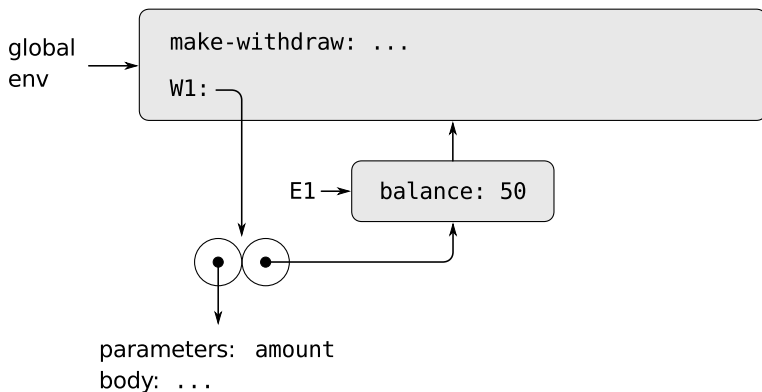 global
env
make-withdraw: ...
W1:
E1
balance: 50
parameters: amount
body: ...